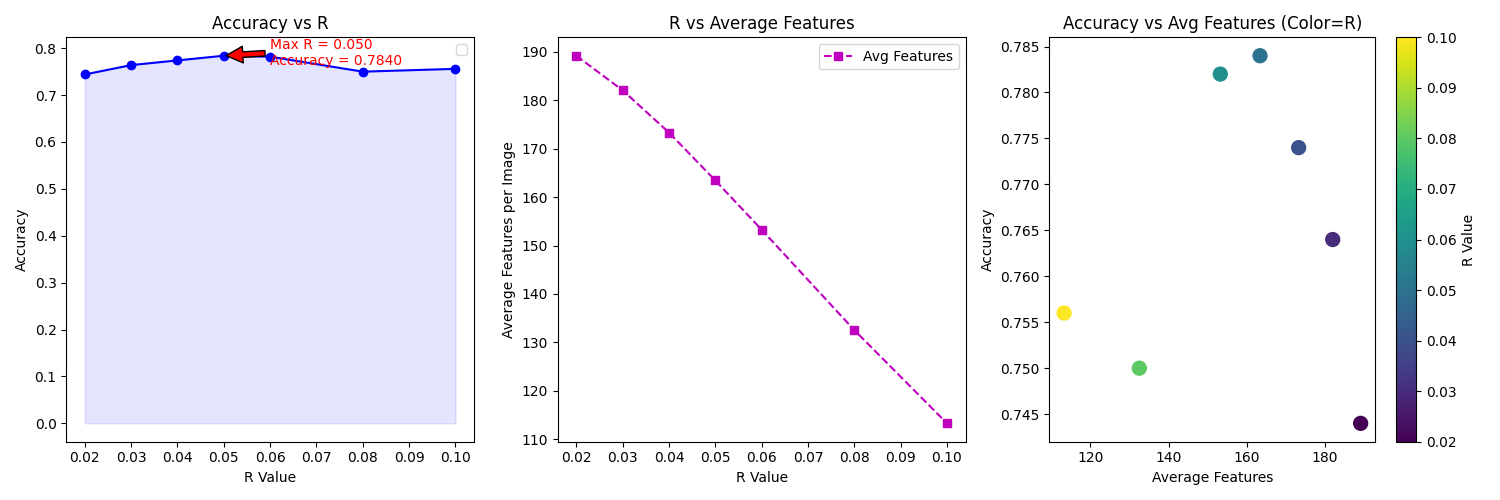 Accuracy vs R
Max R = 0.050
Accuracy = 0.7840
0.8
0.7
0.6
0.5
0.4
0.3
0.2
0.1
0.0
Accuracy
0.02 0.03 0.04 0.05 0.06 0.07 0.08 0.09 0.10
R Value
R vs Average Features
Avg Features
190
180
170
160
150
140
130
120
110
Average Features per Image
0.02 0.03 0.04 0.05 0.06 0.07 0.08 0.09 0.10
R Value
Accuracy vs Avg Features (Color=R)
0.785
0.780
0.775
0.770
0.765
0.760
0.755
0.750
0.745
Accuracy
120 140 160 180
Average Features
0.10
0.09
0.08
0.07
0.06
0.05
0.04
0.03
0.02
R Value